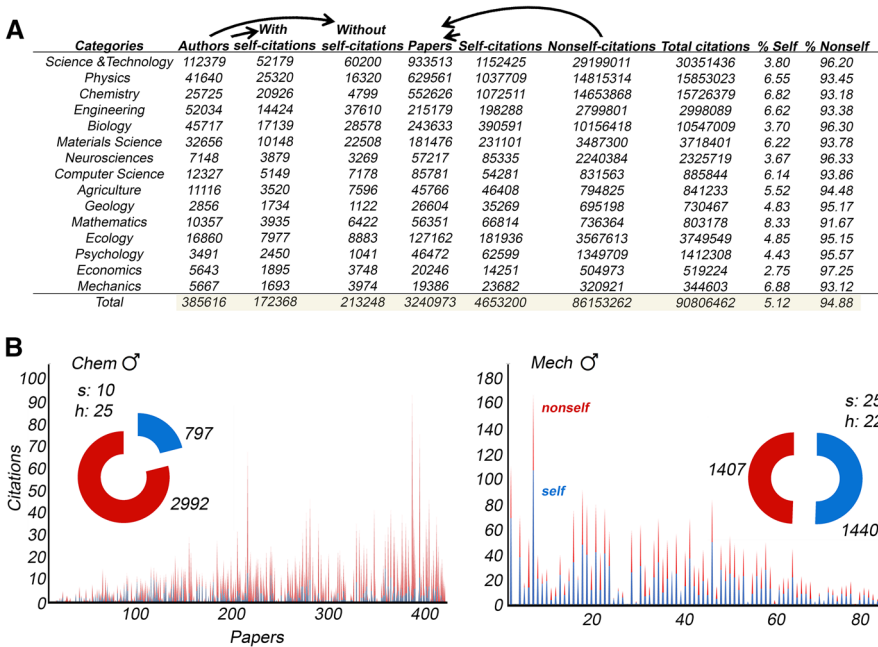 A
With
Without
Categories Authors self-citations self-citations Papers Self-citations Nonself-citations Total citations % Self % Nonself
Science &Technology 112379 52179 60200 933513 1152425 29199011 30351436 3.80 96.20
Physics 41640 25320 16320 629561 1037709 14815314 15853023 6.55 93.45
Chemistry 25725 20926 4799 552626 1072511 14653868 15726379 6.82 93.18
Engineering 52034 14424 37610 215179 198288 2799801 2998089 6.62 93.38
Biology 45717 17139 28578 243633 390591 10156418 10547009 3.70 96.30
Materials Science 32656 10148 22508 181476 231101 3487300 3718401 6.22 93.78
Neurosciences 7148 3879 3269 57217 85335 2240384 2325719 3.67 96.33
Computer Science 12327 5149 7178 85781 54281 831563 885844 6.14 93.86
Agriculture 11116 3520 7596 45766 46408 794825 841233 5.52 94.48
Geology 2856 1734 1122 26604 35269 695198 730467 4.83 95.17
Mathematics 10357 3935 6422 56351 66814 736364 803178 8.33 91.67
Ecology 16860 7977 8883 127162 181936 3567613 3749549 4.85 95.15
Psychology 3491 2450 1041 46472 62599 1349709 1412308 4.43 95.57
Economics 5643 1895 3748 20246 14251 504973 519224 2.75 97.25
Mechanics 5667 1693 3974 19386 23682 320921 344603 6.88 93.12
Total 385616 172368 213248 3240973 4653200 86153262 90806462 5.12 94.88
B
Chem ♂
s: 10
h: 25
797
2992
Citations
100
90
80
70
60
50
40
30
20
10
0
100 200 300 400
Papers
Mech ♂
nonself
self
s: 25
h: 22
1407
1440
180
160
140
120
100
80
60
40
20
0
20 40 60 80